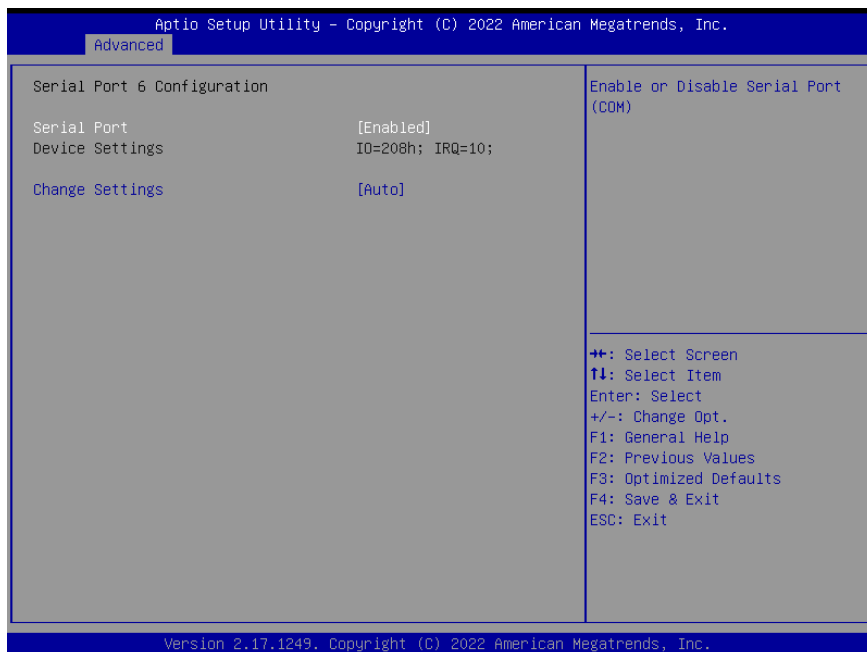 Aptio Setup Utility – Copyright (C) 2022 American Megatrends, Inc.
Advanced
Serial Port 6 Configuration
Serial Port [Enabled]
Device Settings IO=208h; IRQ=10;
Change Settings [Auto]
Enable or Disable Serial Port
(COM)
→←: Select Screen
↑↓: Select Item
Enter: Select
+/-: Change Opt.
F1: General Help
F2: Previous Values
F3: Optimized Defaults
F4: Save & Exit
ESC: Exit
Version 2.17.1249. Copyright (C) 2022 American Megatrends, Inc.